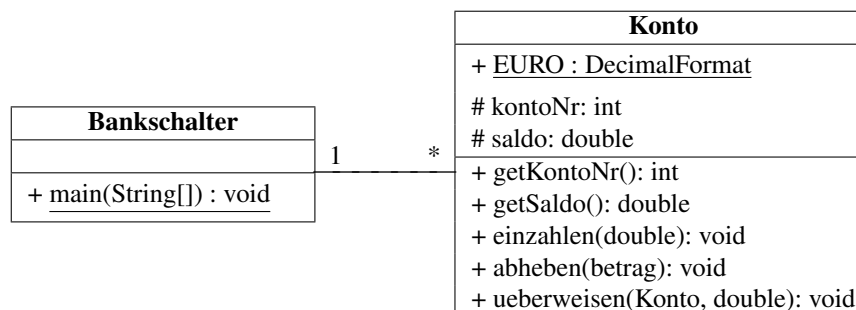 Bankschalter
+ main(String[]) : void
1
*
Konto
+ EURO : DecimalFormat
# kontoNr: int
# saldo: double
+ getKontoNr(): int
+ getSaldo(): double
+ einzahlen(double): void
+ abheben(betrag): void
+ ueberweisen(Konto, double): void